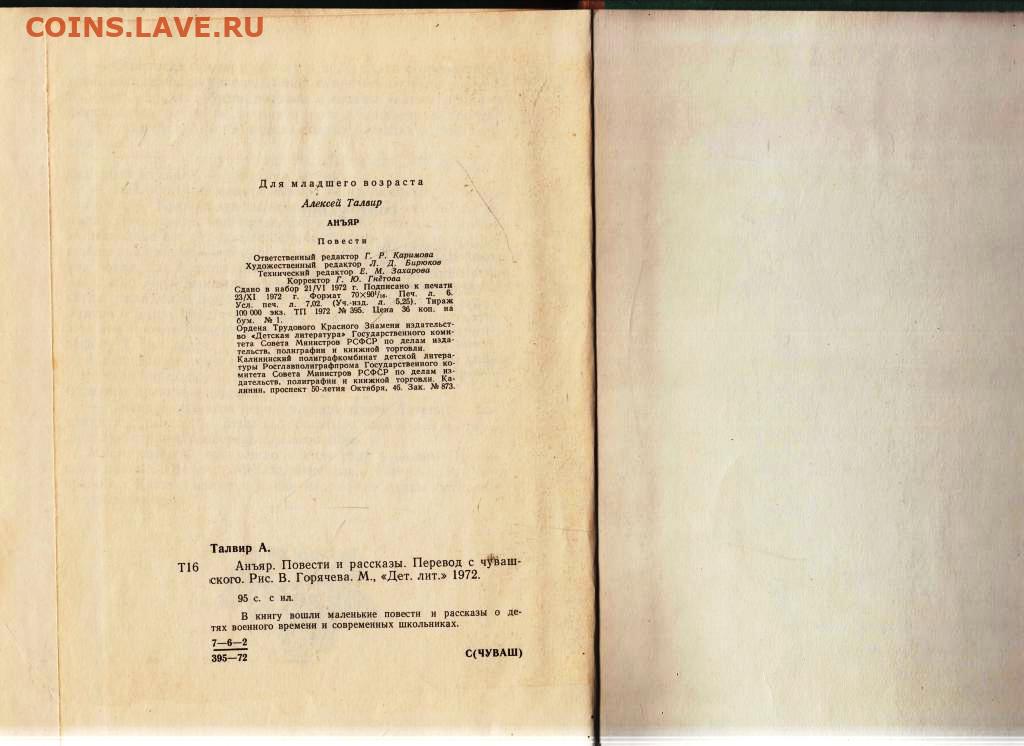 COINS.LAVE.RU
Для младшего возраста
Алексей Талвир
АНЪЯР
Повести
Ответственный редактор Г. Р. Каримова
Художественный редактор Л. Д. Бирюков
Технический редактор Е. М. Захарова
Корректор Г. Ю. Гнётова
Сдано в набор 21/VI 1972 г. Подписано к печати
23/XI 1972 г. Формат 70×90¹/₁₆. Печ. л. 6.
Усл. печ. л. 7,02. (Уч.-изд. л. 5,25). Тираж
100 000 экз. ТП 1972 № 395. Цена 36 коп. на
бум. № 1.
Ордена Трудового Красного Знамени издательст-
во «Детская литература» Государственного коми-
тета Совета Министров РСФСР по делам изда-
тельств, полиграфии и книжной торговли.
Калининский полиграфкомбинат детской литера-
туры Росглавполиграфпрома Государственного ко-
митета Совета Министров РСФСР по делам из-
дательств, полиграфии и книжной торговли. Ка-
линин, проспект 50-летия Октября, 46. Зак. № 873.
Талвир А.
Т16 Анъяр. Повести и рассказы. Перевод с чуваш-
ского. Рис. В. Горячева. М., «Дет. лит.» 1972.
95 с. с ил.
В книгу вошли маленькие повести и рассказы о де-
тях военного времени и современных школьниках.
7—6—2
395—72
С(ЧУВАШ)